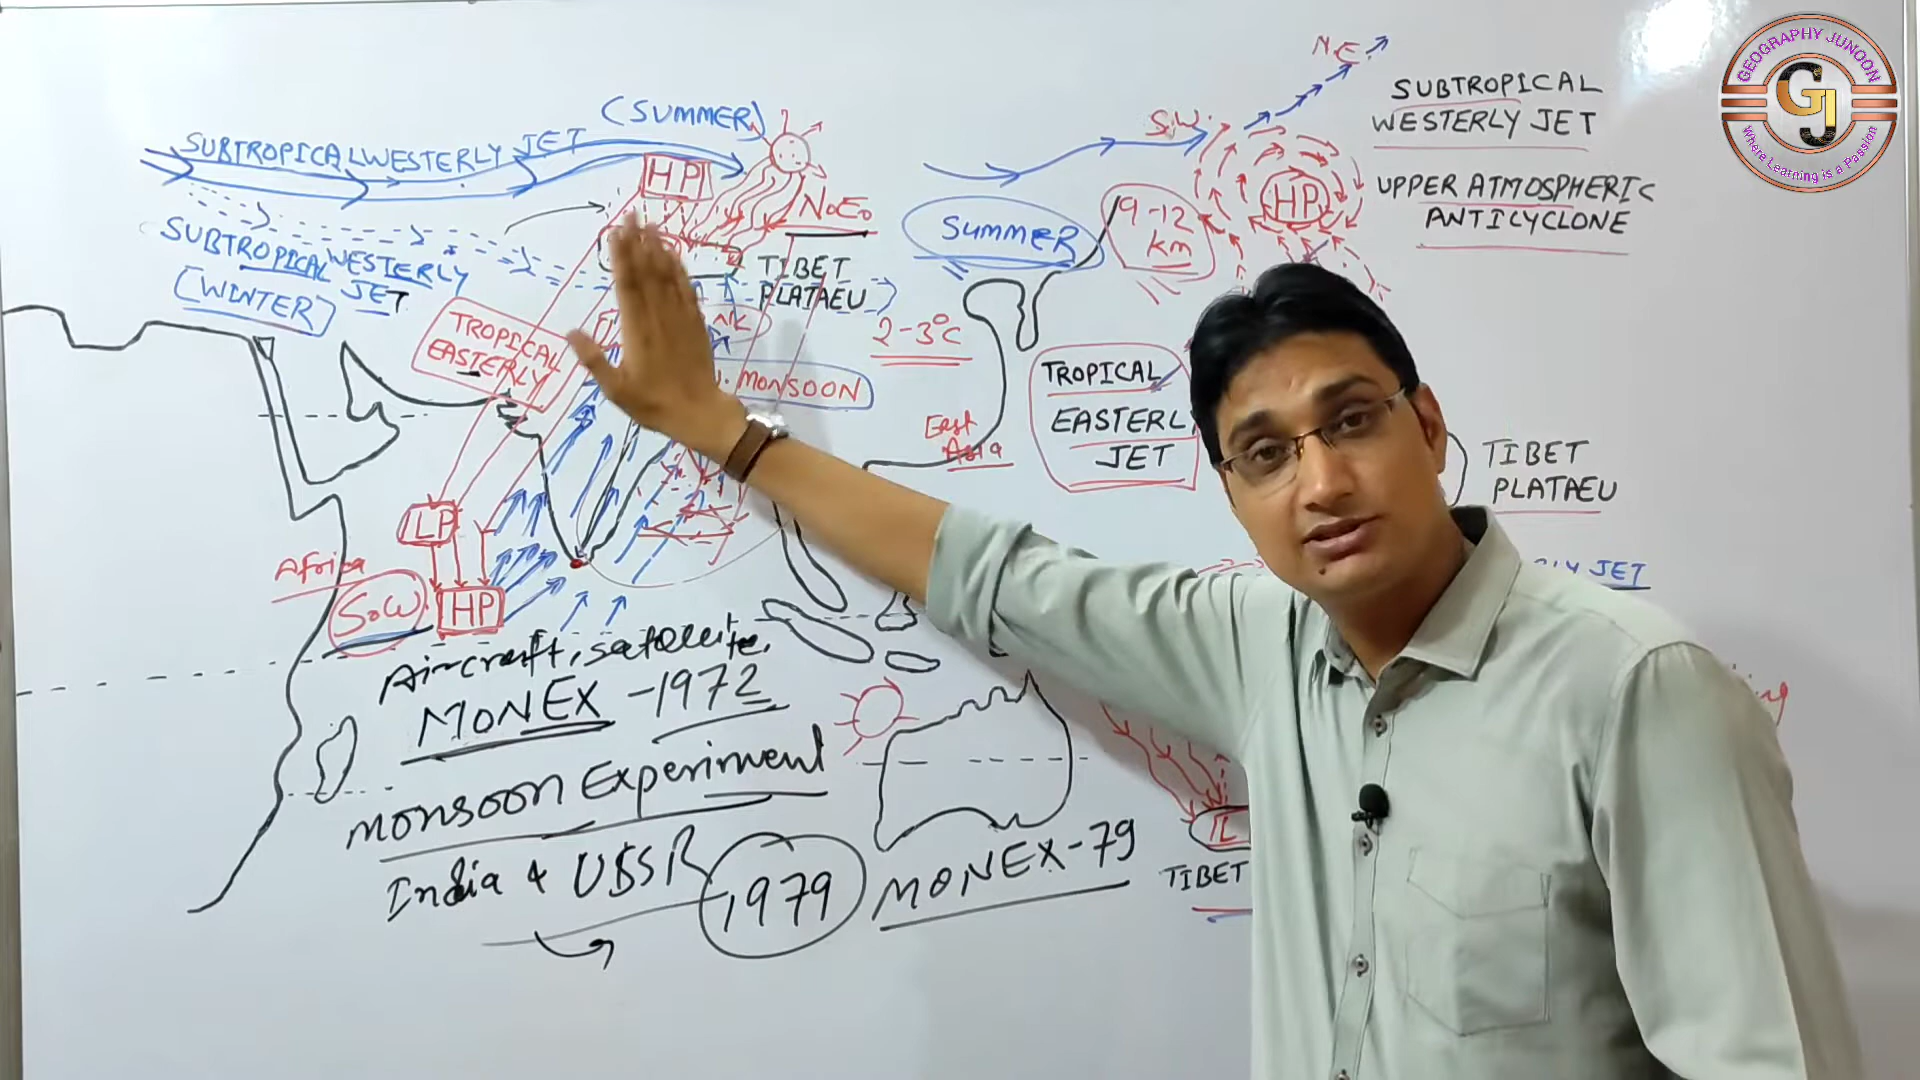 (SUMMER)
SUBTROPICAL WESTERLY JET
HP
N.E.
SUBTROPICAL WESTERLY
JET
(WINTER)
TIBET
PLATAEU
TROPICAL
EASTERLY
MONSOON
2-3°C
East
Asia
LP
Africa
S.W
HP
Aircraft, satellite,
MONEX -1972
Monsoon Experiment
India & USSR
1979
MONEX-79
N.E
S.W.
SUBTROPICAL
WESTERLY JET
HP
UPPER ATMOSPHERIC
ANTICYCLONE
SUMMER
9-12
km
TROPICAL
EASTERL
JET
TIBET
PLATAEU
JET
TIBET
GEOGRAPHY JUNOON
GJ
Where Learning is a Passion